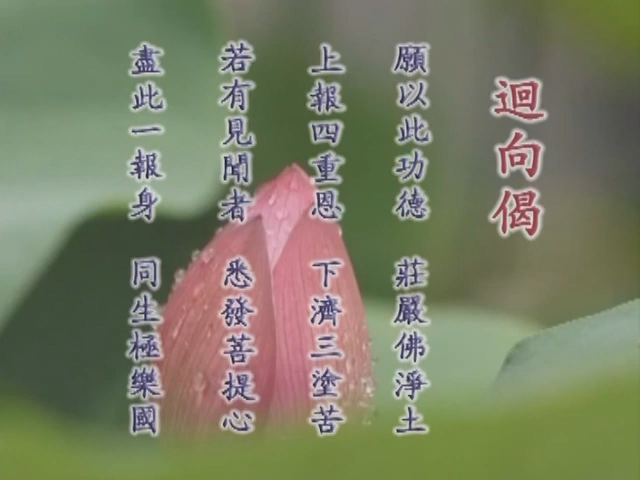 迴向偈
願以此功德 莊嚴佛淨土
上報四重恩 下濟三塗苦
若有見聞者 悉發菩提心
盡此一報身 同生極樂國